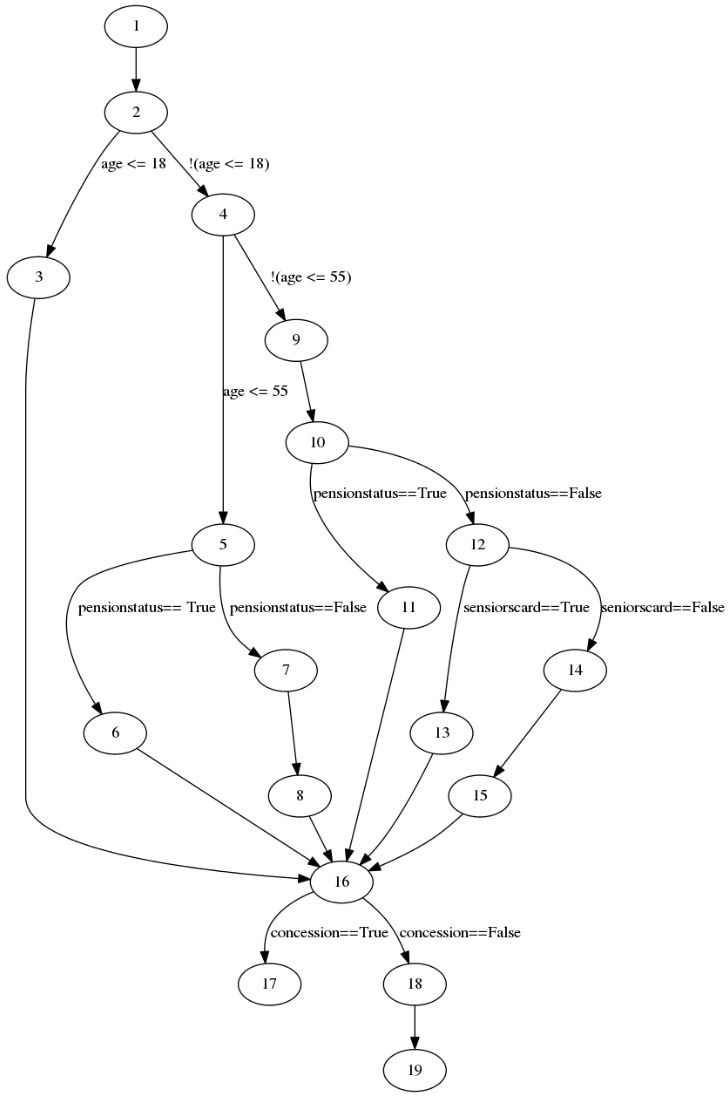 1
2
age <= 18
!(age <= 18)
4
3
!(age <= 55)
9
age <= 55
10
pensionstatus==True
pensionstatus==False
5
12
pensionstatus== True
pensionstatus==False
11
sensiorscard==True
seniorscard==False
7
14
6
13
8
15
16
concession==True
concession==False
17
18
19